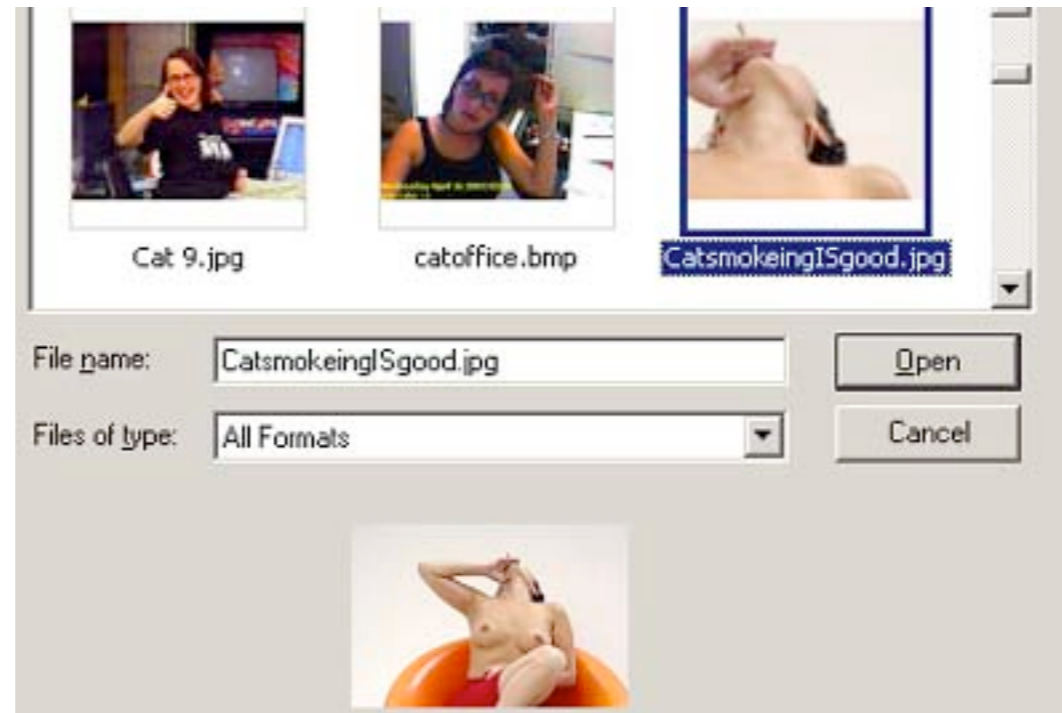 Cat 9.jpg
catoffice.bmp
CatsmokeingISgood.jpg
File name:
CatsmokeingISgood.jpg
Open
Files of type:
All Formats
Cancel